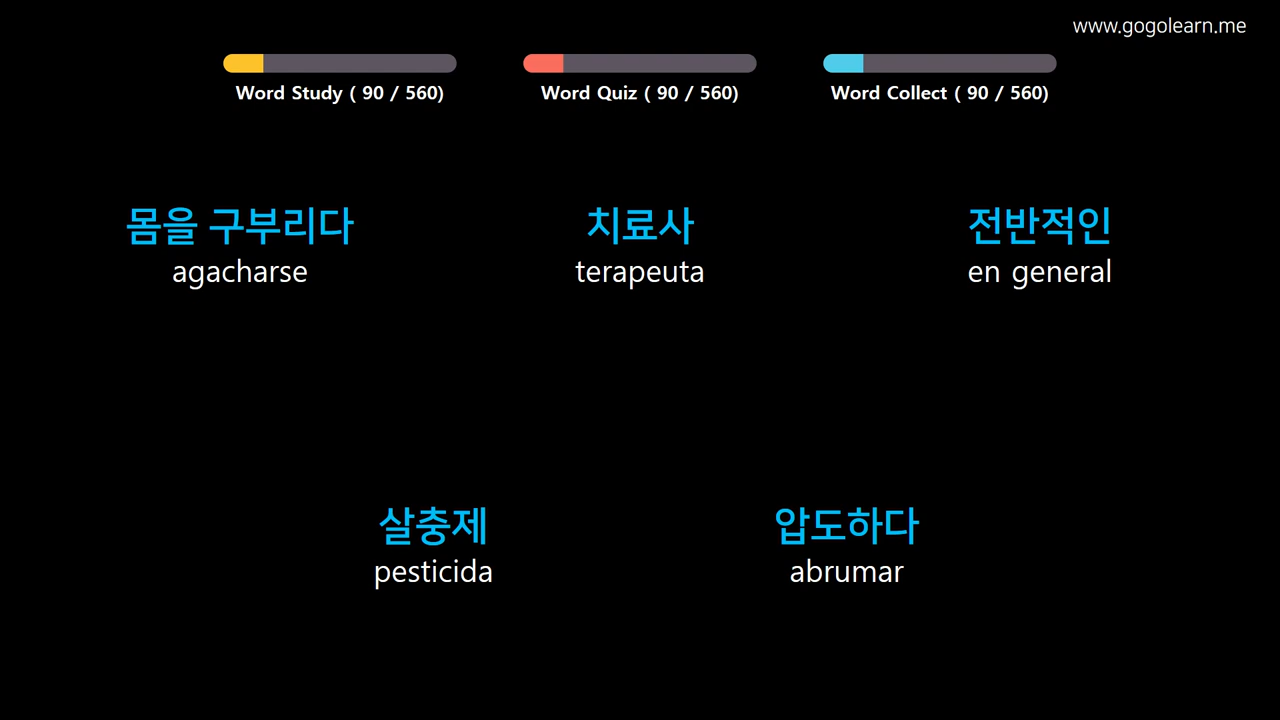 www.gogolearn.me
Word Study ( 90 / 560)
Word Quiz ( 90 / 560)
Word Collect ( 90 / 560)
몸을 구부리다
agacharse
치료사
terapeuta
전반적인
en general
살충제
pesticida
압도하다
abrumar